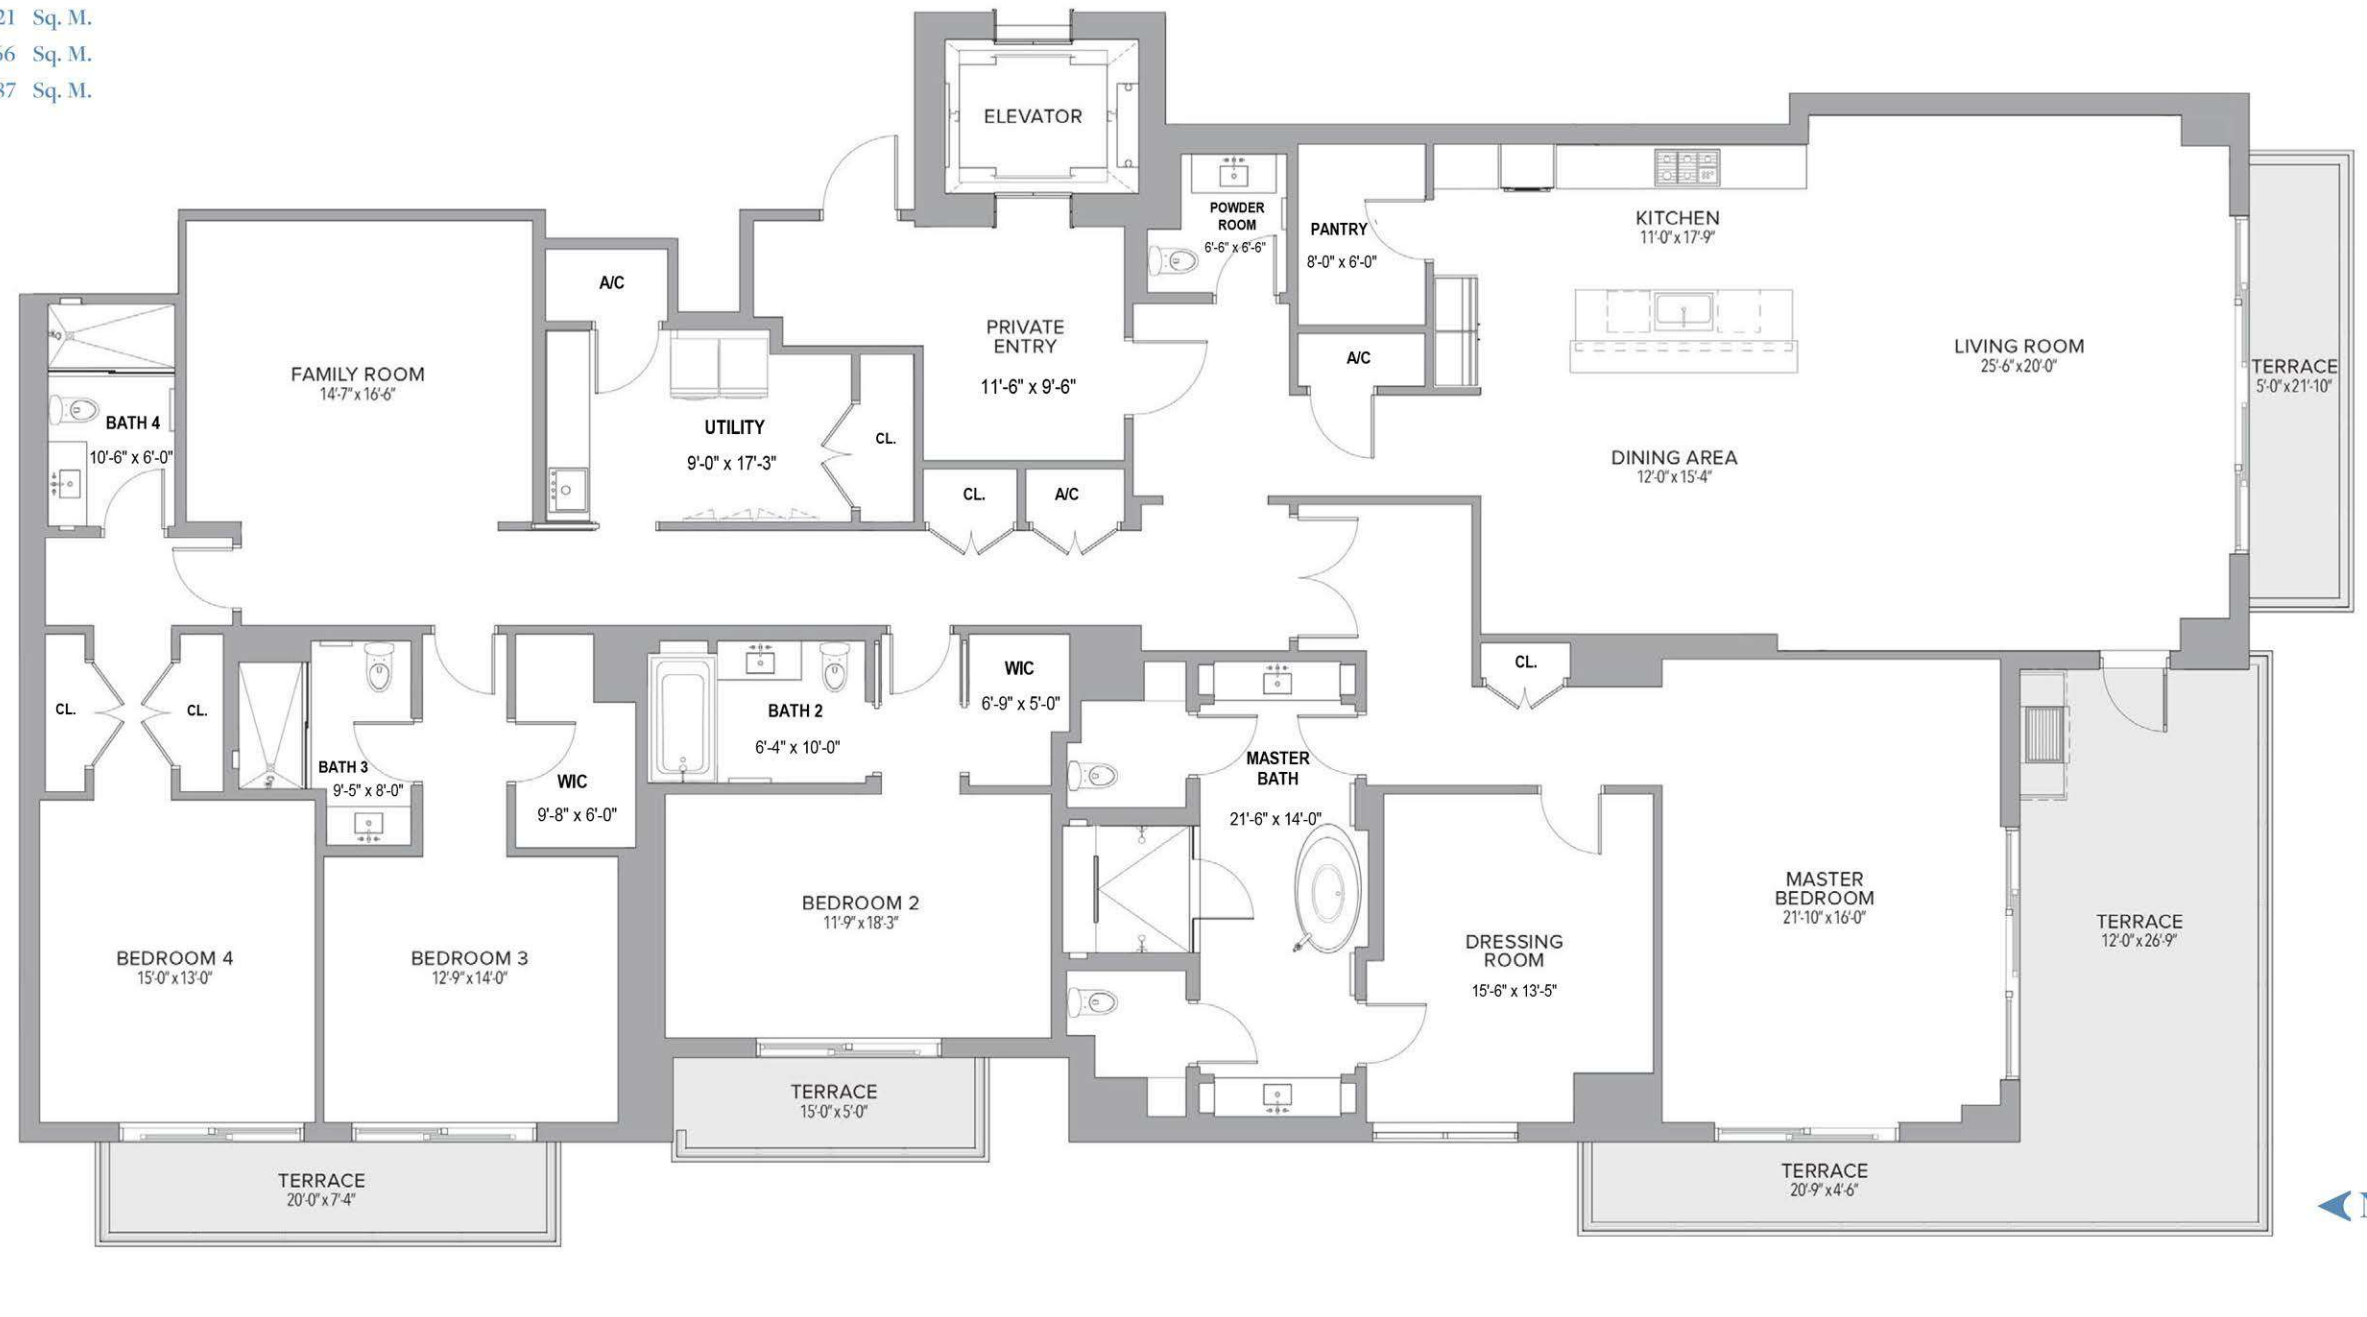 21 Sq. M.
66 Sq. M.
87 Sq. M.
ELEVATOR
POWDER
ROOM
6'-6" x 6'-6"
PANTRY
8'-0" x 6'-0"
KITCHEN
11'-0" x 17'-9"
A/C
PRIVATE
ENTRY
11'-6" x 9'-6"
A/C
LIVING ROOM
25'-6" x 20'-0"
TERRACE
5'-0" x 21'-10"
FAMILY ROOM
14'-7" x 16'-6"
BATH 4
10'-6" x 6'-0"
UTILITY
9'-0" x 17'-3"
CL.
DINING AREA
12'-0" x 15'-4"
CL.
A/C
CL.
CL.
CL.
BATH 3
9'-5" x 8'-0"
WIC
9'-8" x 6'-0"
BATH 2
6'-4" x 10'-0"
WIC
6'-9" x 5'-0"
MASTER
BATH
21'-6" x 14'-0"
BEDROOM 4
15'-0" x 13'-0"
BEDROOM 3
12'-9" x 14'-0"
BEDROOM 2
11'-9" x 18'-3"
DRESSING
ROOM
15'-6" x 13'-5"
MASTER
BEDROOM
21'-10" x 16'-0"
TERRACE
12'-0" x 26'-9"
TERRACE
15'-0" x 5'-0"
TERRACE
20'-0" x 7'-4"
TERRACE
20'-9" x 4'-6"